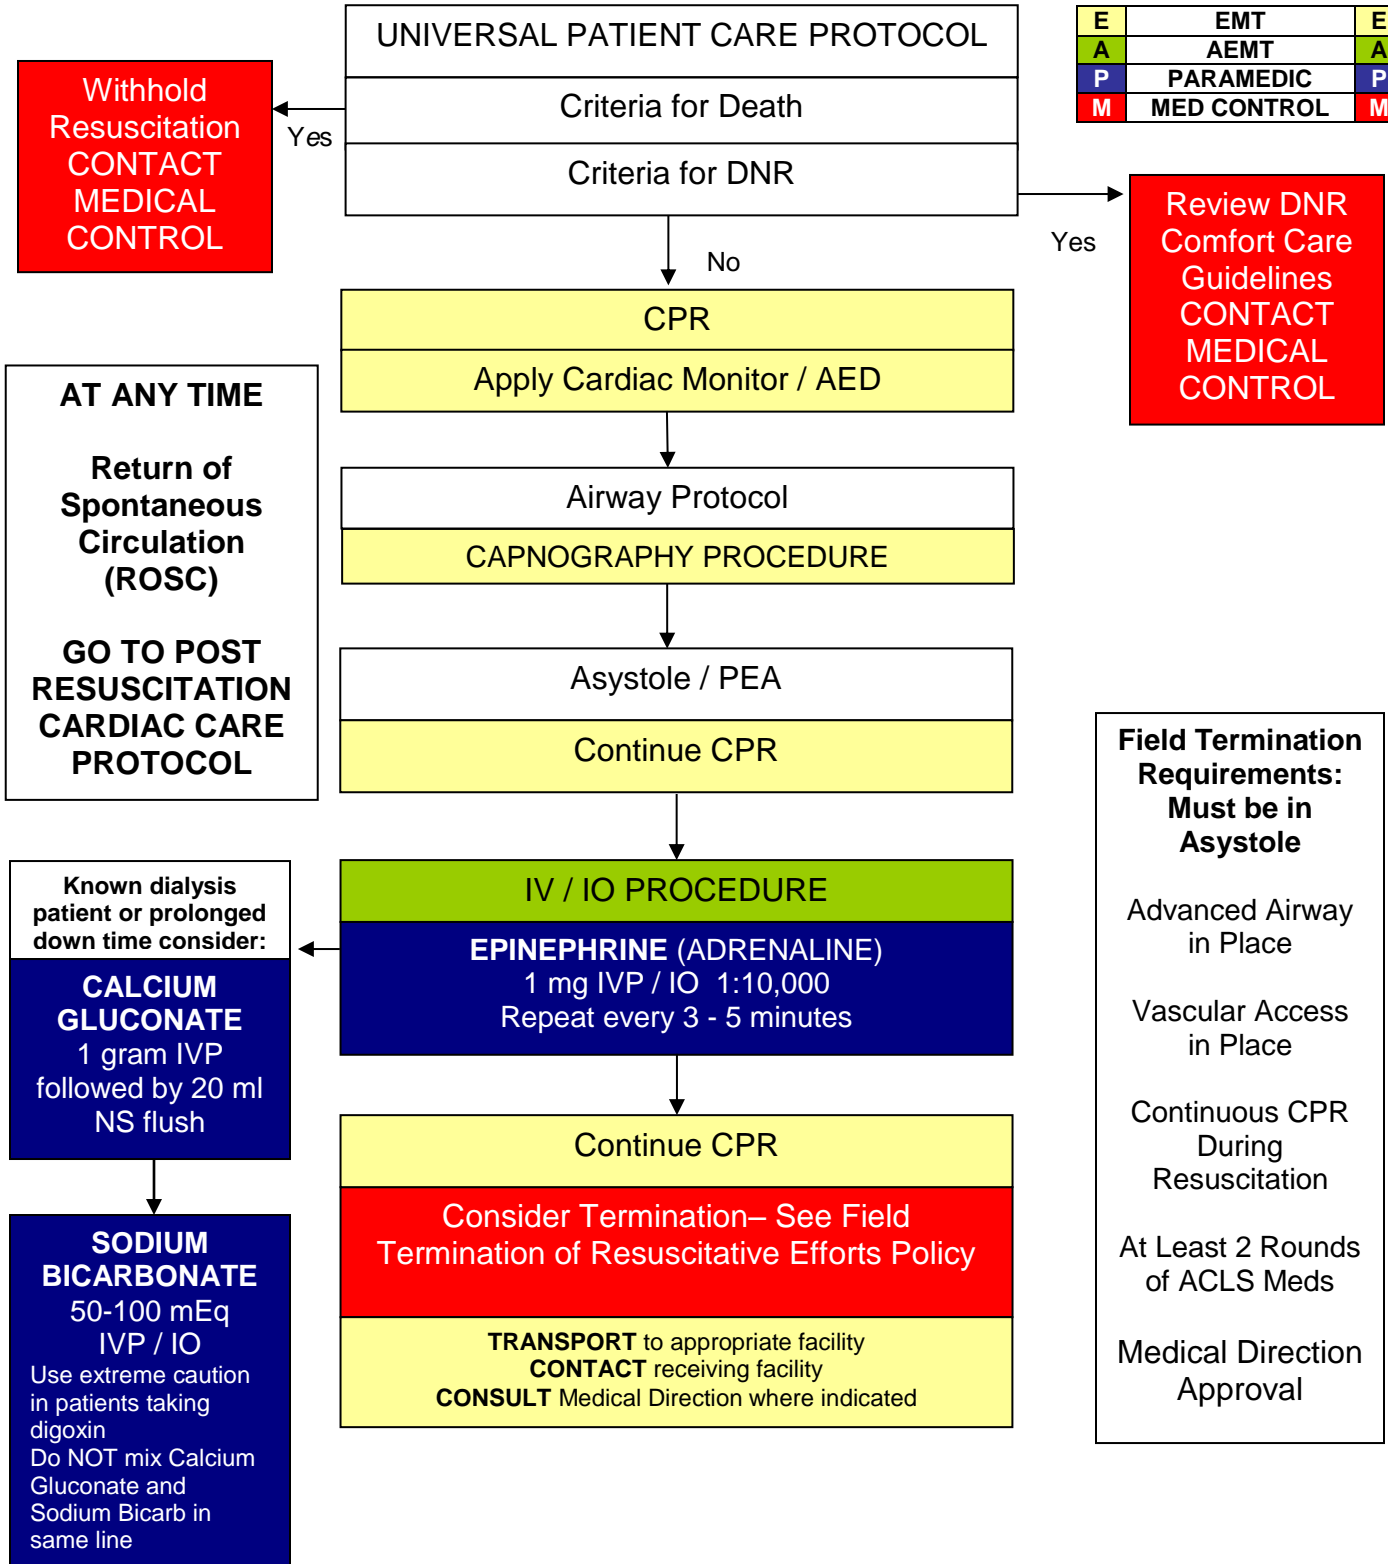 UNIVERSAL PATIENT CARE PROTOCOL
Criteria for Death
Criteria for DNR
E EMT E
A AEMT A
P PARAMEDIC P
M MED CONTROL M
Withhold
Resuscitation
CONTACT
MEDICAL
CONTROL
Yes
Yes
No
Review DNR
Comfort Care
Guidelines
CONTACT
MEDICAL
CONTROL
CPR
Apply Cardiac Monitor / AED
AT ANY TIME
Return of
Spontaneous
Circulation
(ROSC)
GO TO POST
RESUSCITATION
CARDIAC CARE
PROTOCOL
Airway Protocol
CAPNOGRAPHY PROCEDURE
Asystole / PEA
Continue CPR
Field Termination
Requirements:
Must be in
Asystole
Advanced Airway
in Place
Vascular Access
in Place
Continuous CPR
During
Resuscitation
At Least 2 Rounds
of ACLS Meds
Medical Direction
Approval
IV / IO PROCEDURE
EPINEPHRINE (ADRENALINE)
1 mg IVP / IO 1:10,000
Repeat every 3 - 5 minutes
Known dialysis
patient or prolonged
down time consider:
CALCIUM
GLUCONATE
1 gram IVP
followed by 20 ml
NS flush
SODIUM
BICARBONATE
50-100 mEq
IVP / IO
Use extreme caution
in patients taking
digoxin
Do NOT mix Calcium
Gluconate and
Sodium Bicarb in
same line
Continue CPR
Consider Termination– See Field
Termination of Resuscitative Efforts Policy
TRANSPORT to appropriate facility
CONTACT receiving facility
CONSULT Medical Direction where indicated